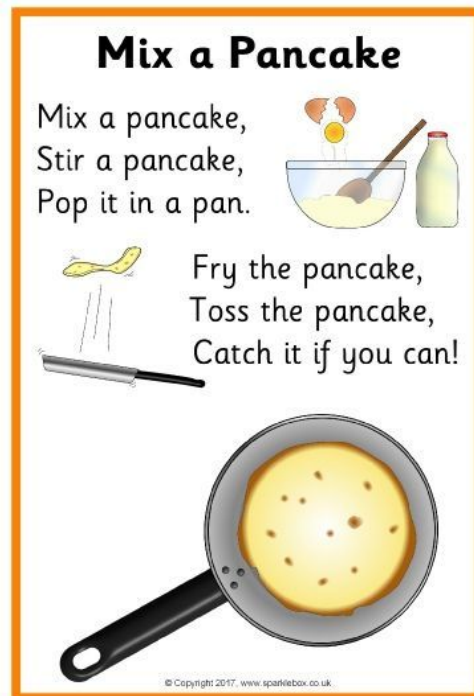 Mix a Pancake
Mix a pancake,
Stir a pancake,
Pop it in a pan.
Fry the pancake,
Toss the pancake,
Catch it if you can!
© Copyright 2017, www.sparklebox.co.uk